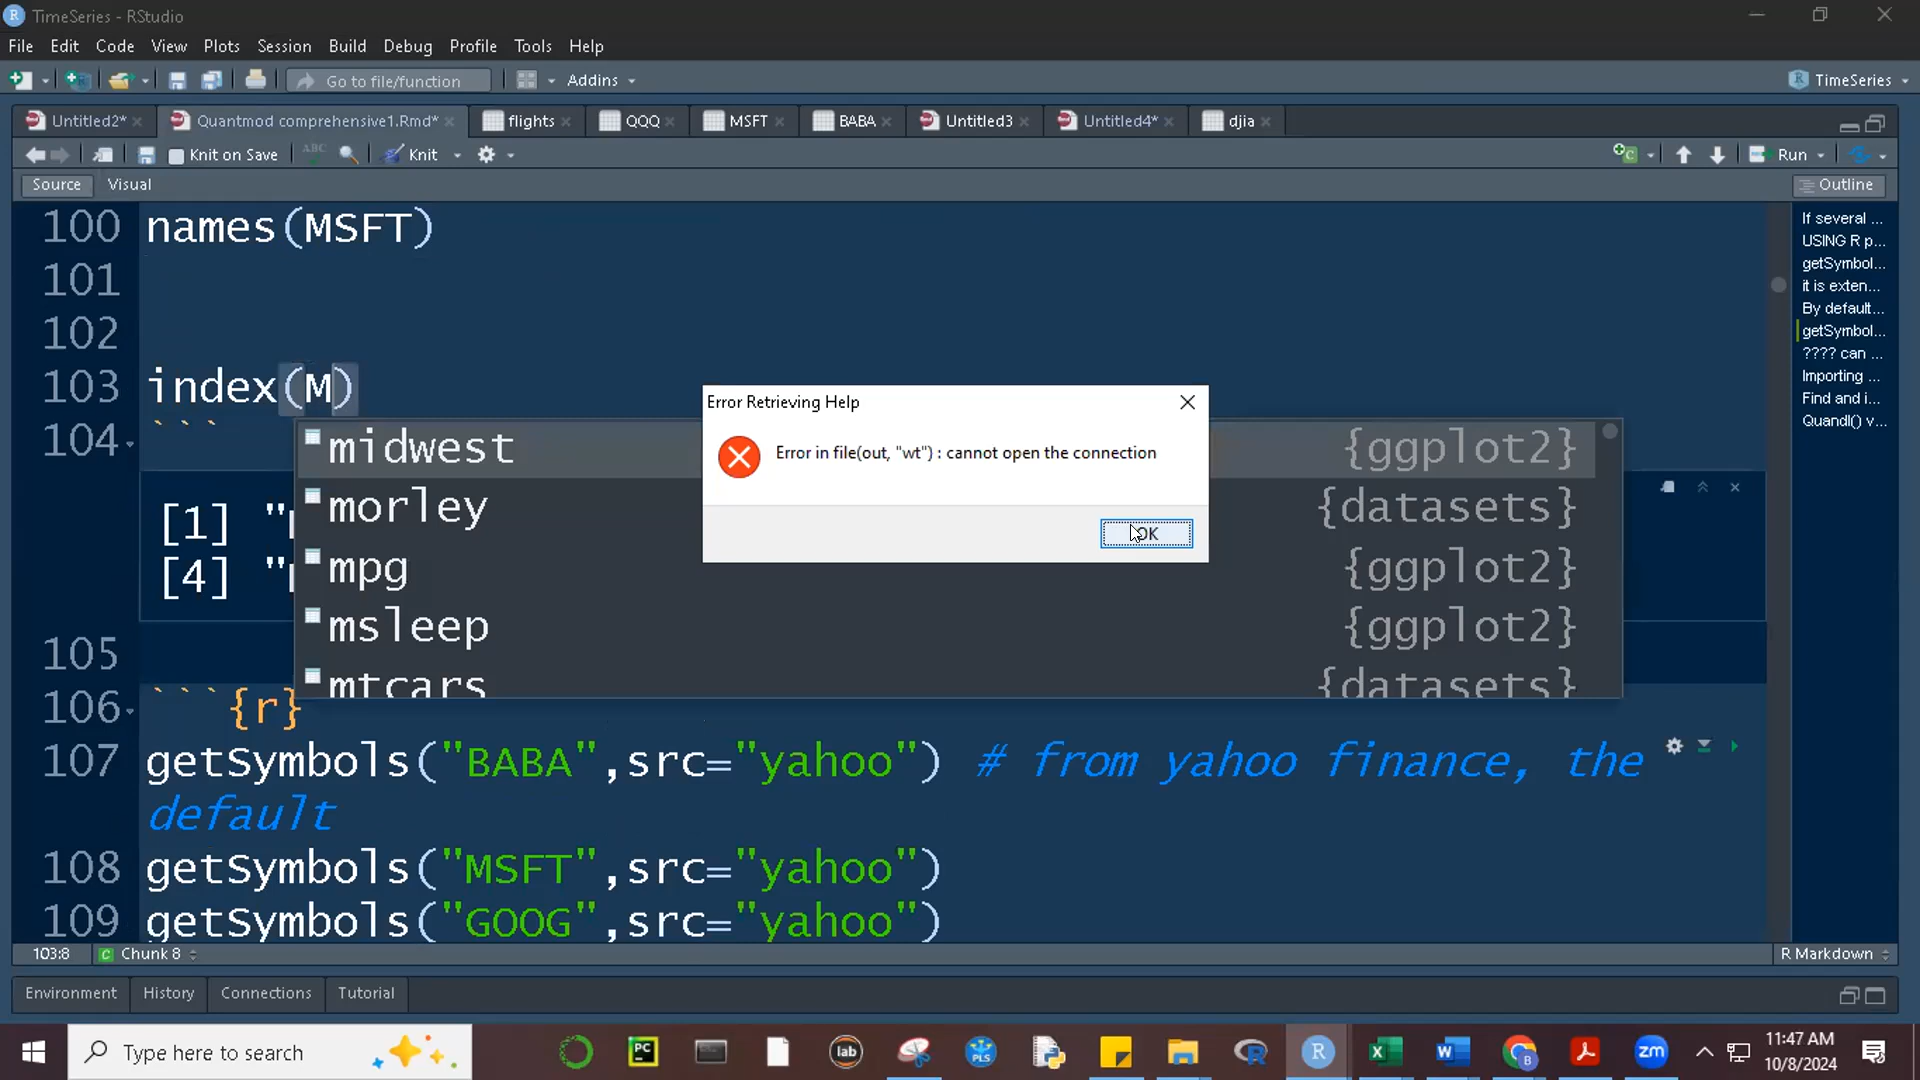 TimeSeries - RStudio
File Edit Code View Plots Session Build Debug Profile Tools Help
Go to file/function Addins TimeSeries
Untitled2* Quantmod comprehensive1.Rmd* flights QQQ MSFT BABA Untitled3 Untitled4* djia
Knit on Save ABC Knit Run
Source Visual Outline
100 names(MSFT)
101
102
103 index(M)
104 ```
[1] "
[4] "
105
106 ```{r}
107 getSymbols("BABA",src="yahoo") # from yahoo finance, the
default
108 getSymbols("MSFT",src="yahoo")
109 getSymbols("GOOG",src="yahoo")
midwest {ggplot2}
morley {datasets}
mpg {ggplot2}
msleep {ggplot2}
mtcars {datasets}
Error Retrieving Help
Error in file(out, "wt") : cannot open the connection
OK
If several ...
USING R p...
getSymbol...
it is exten...
By default...
getSymbol...
???? can ...
Importing ...
Find and i...
Quandl() v...
103:8 Chunk 8 R Markdown
Environment History Connections Tutorial
Type here to search
PC
lab
PLS
R
R
X
W
B
zm
11:47 AM
10/8/2024